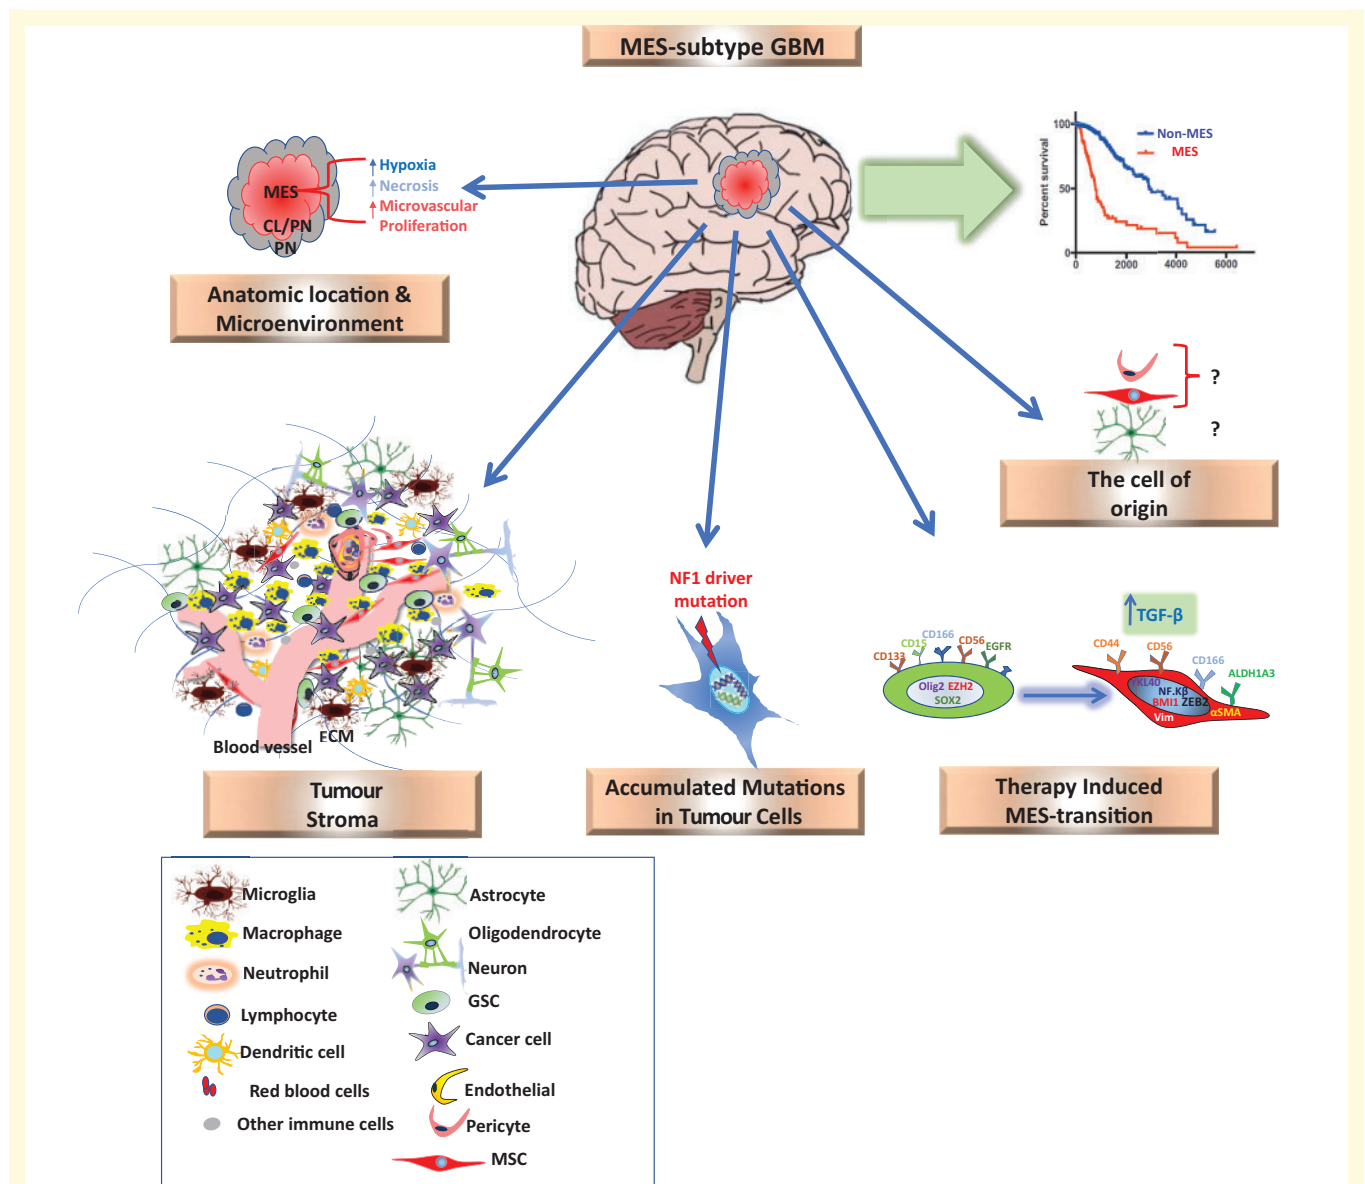 MES-subtype GBM
MES
CL/PN
PN
Hypoxia
Necrosis
Microvascular
Proliferation
Anatomic location &
Microenvironment
Percent survival
100
50
0
0
2000
4000
6000
Non-MES
MES
?
?
The cell of
origin
Blood vessel
ECM
Tumour
Stroma
NF1 driver
mutation
Accumulated Mutations
in Tumour Cells
CD133
CD15
CD166
CD56
EGFR
Olig2 EZH2
SOX2
TGF-β
CD44
CD56
CD166
ALDH1A3
YKL40
NF.Kβ
BMI1 ZEB2
Vim
αSMA
Therapy Induced
MES-transition
Microglia
Macrophage
Neutrophil
Lymphocyte
Dendritic cell
Red blood cells
Other immune cells
Astrocyte
Oligodendrocyte
Neuron
GSC
Cancer cell
Endothelial
Pericyte
MSC